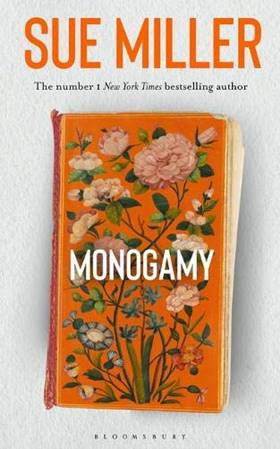 SUE MILLER
The number 1 New York Times bestselling author
MONOGAMY
BLOOMSBURY